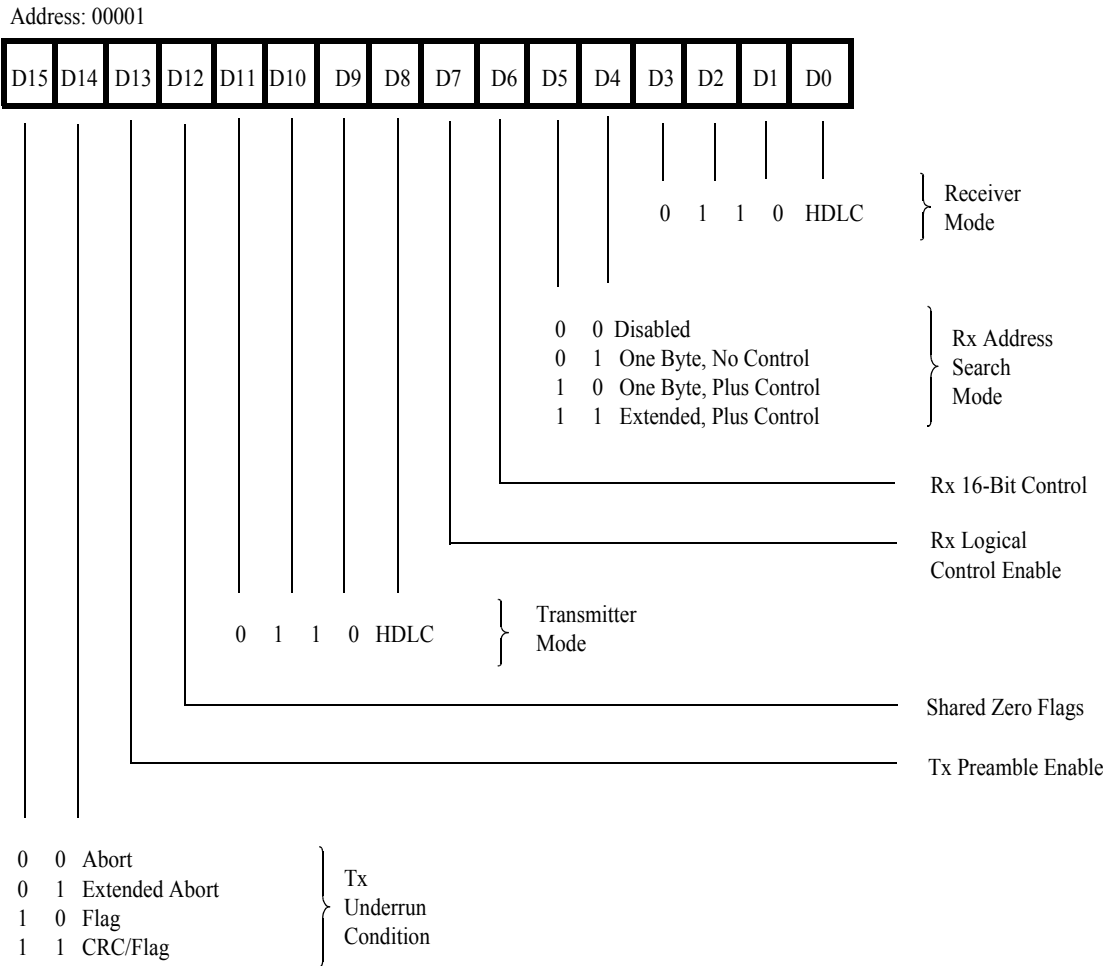 Address: 00001
D15 D14 D13 D12 D11 D10 D9 D8 D7 D6 D5 D4 D3 D2 D1 D0
0 1 1 0 HDLC
Receiver
Mode
0 0 Disabled
0 1 One Byte, No Control
1 0 One Byte, Plus Control
1 1 Extended, Plus Control
Rx Address
Search
Mode
Rx 16-Bit Control
Rx Logical
Control Enable
0 1 1 0 HDLC
Transmitter
Mode
Shared Zero Flags
Tx Preamble Enable
0 0 Abort
0 1 Extended Abort
1 0 Flag
1 1 CRC/Flag
Tx
Underrun
Condition